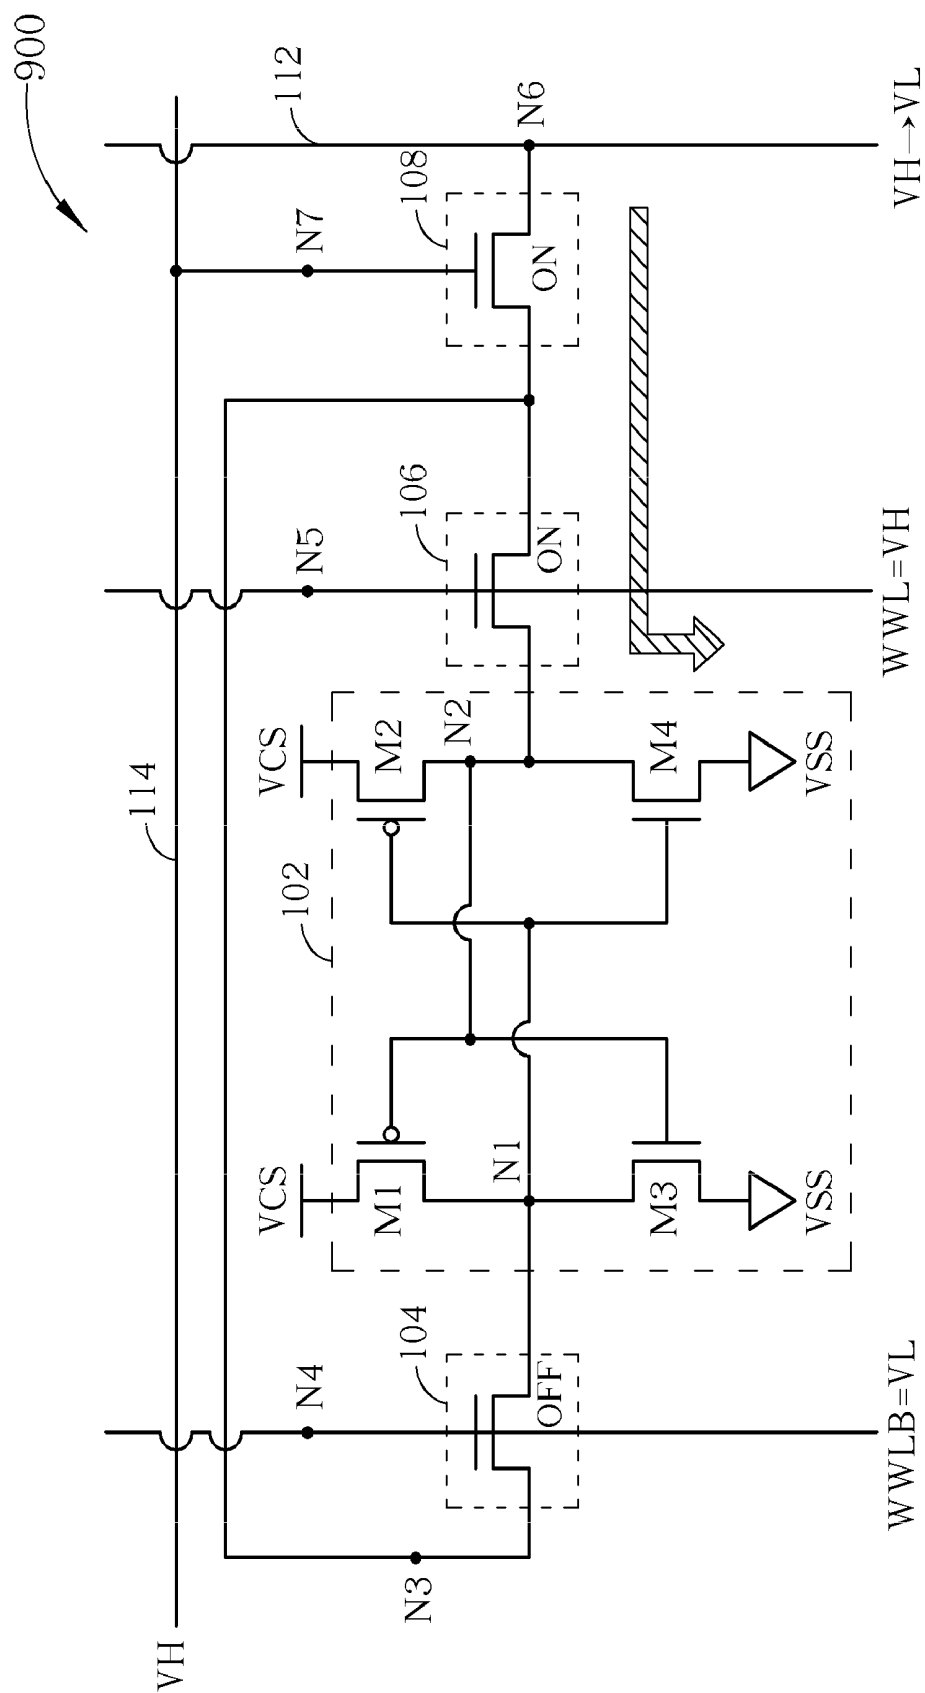 900
VH
114
112
N3
N4
N5
N7
N6
104
102
106
108
VCS
VCS
M1
M2
N2
N1
OFF
ON
ON
M3
M4
VSS
VSS
WWLB=VL
WWL=VH
VH→VL